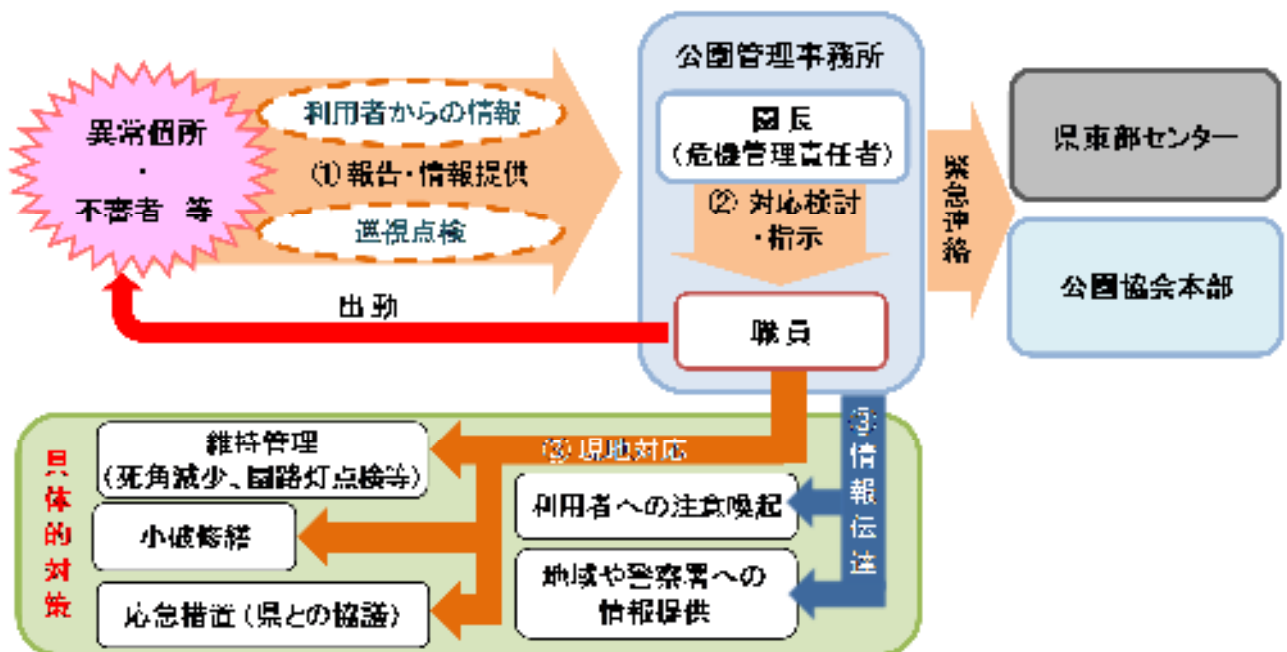 異常個所
・
不審者 等
利用者からの情報
(1)報告・情報提供
巡視点検
出動
公園管理事務所
園長
(危機管理責任者)
② 対応検討
・指示
職員
緊急連絡
県東部センター
公園協会本部
具体的対策
維持管理
(死角減少、園路灯点検等)
小破修繕
応急措置(県との協議)
③現地対応
利用者への注意喚起
地域や警察署への
情報提供
③情報伝達